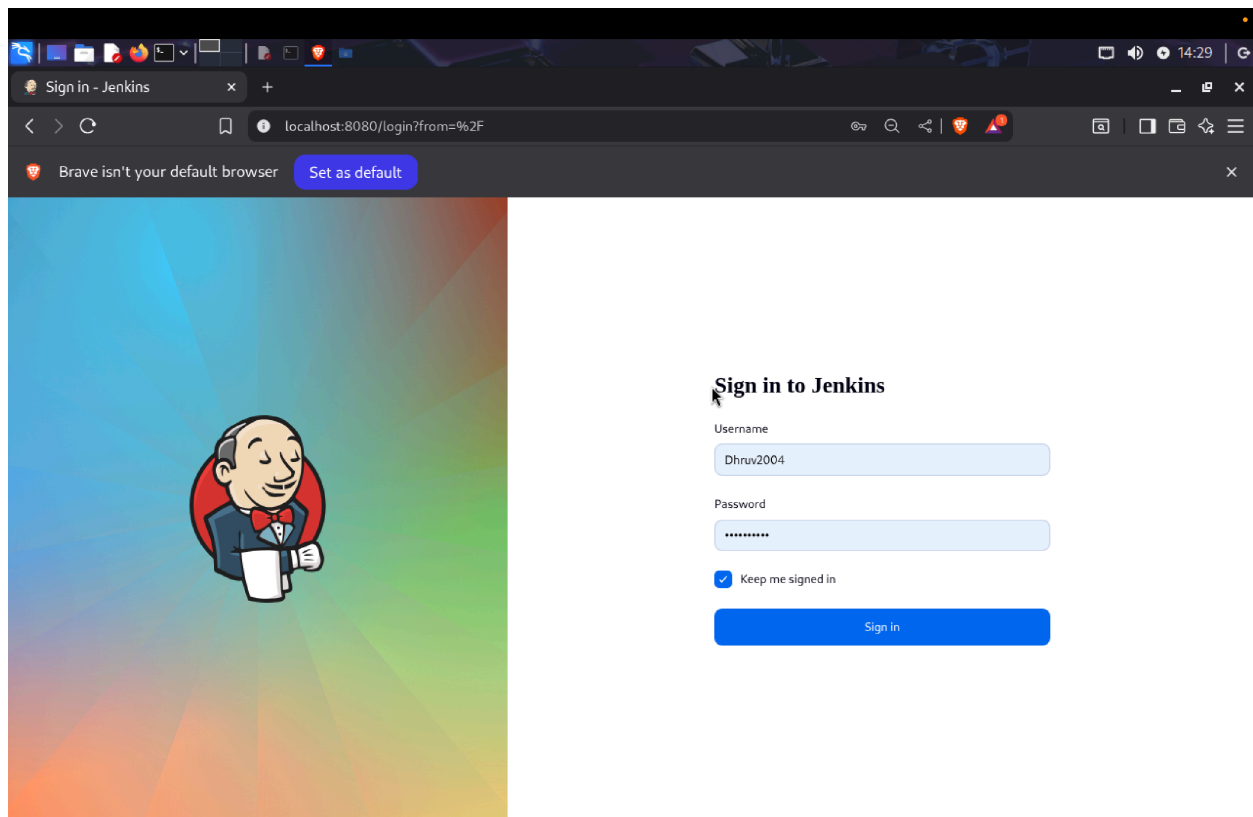 14:29
Sign in - Jenkins
localhost:8080/login?from=%2F
Brave isn't your default browser
Set as default
Sign in to Jenkins
Username
Dhruv2004
Password
••••••••••
Keep me signed in
Sign in